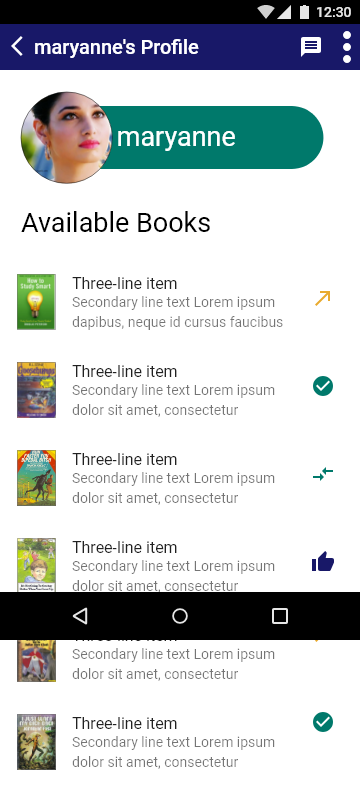 12:30
maryanne's Profile
maryanne
Available Books
How to
Study Smart
Three-line item
Secondary line text Lorem ipsum
dapibus, neque id cursus faucibus
Goosebumps
Three-line item
Secondary line text Lorem ipsum
dolor sit amet, consectetur
Three-line item
Secondary line text Lorem ipsum
dolor sit amet, consectetur
Three-line item
Secondary line text Lorem ipsum
dolor sit amet, consectetur
Three-line item
Secondary line text Lorem ipsum
dolor sit amet, consectetur
Three-line item
Secondary line text Lorem ipsum
dolor sit amet, consectetur